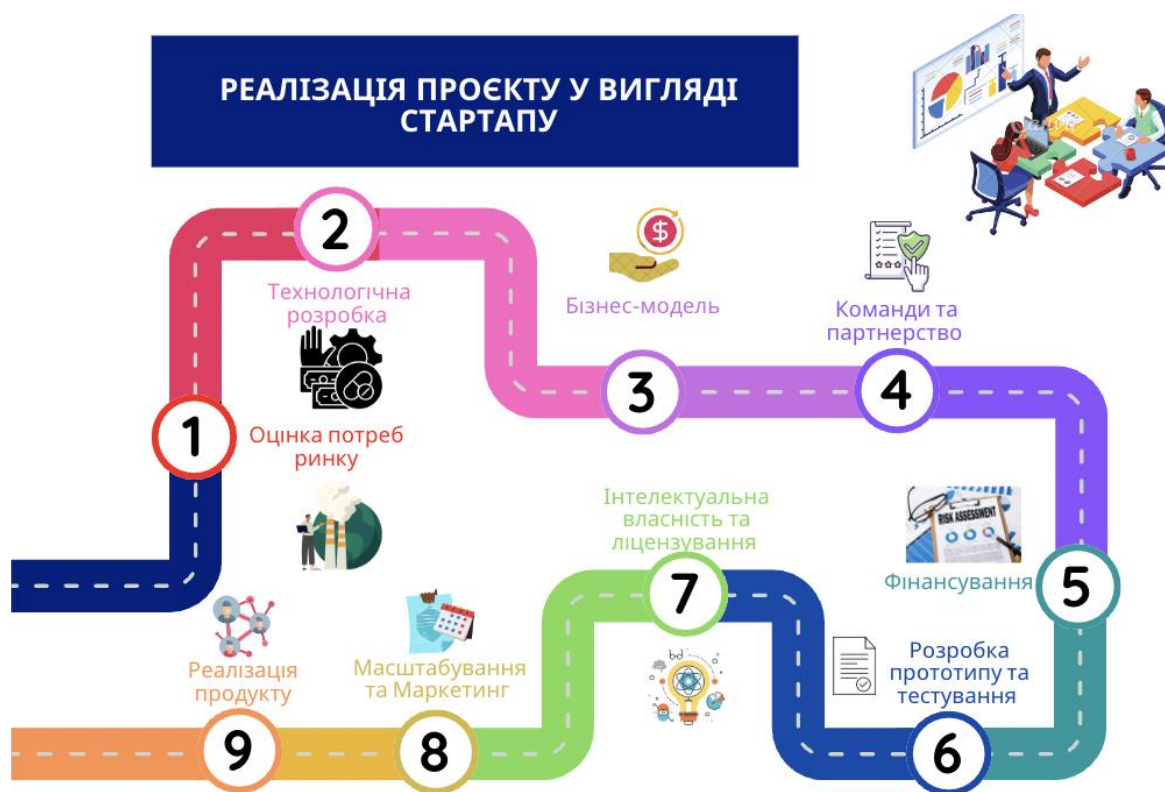 РЕАЛІЗАЦІЯ ПРОЄКТУ У ВИГЛЯДІ
СТАРТАПУ
1
Оцінка потреб
ринку
2
Технологічна
розробка
Бізнес-модель
3
Команди та
партнерство
4
RISK ASSESSMENT
Фінансування
5
Розробка
прототипу та
тестування
6
Інтелектуальна
власність та
ліцензування
7
Масштабування
та Маркетинг
8
Реалізація
продукту
9